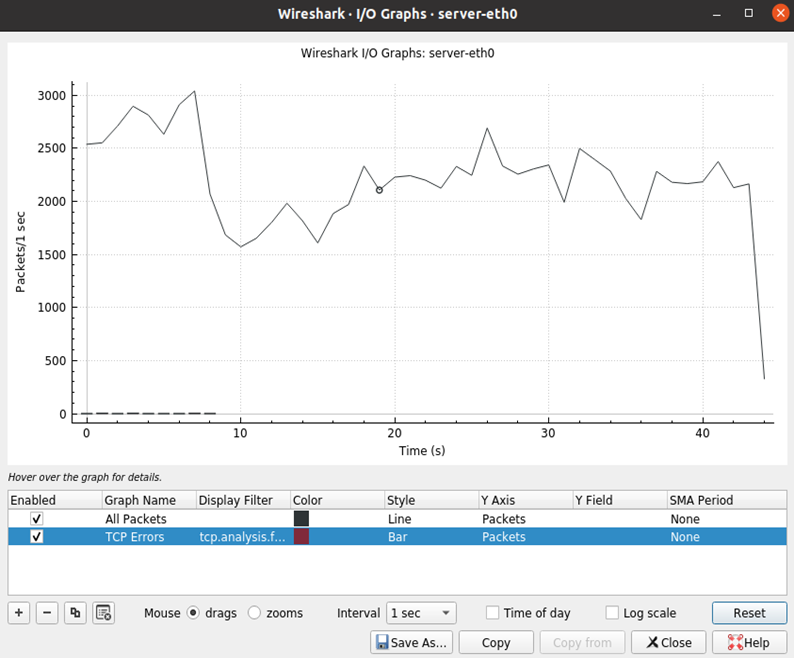 Wireshark · I/O Graphs · server-eth0
Wireshark I/O Graphs: server-eth0
Packets/1 sec
3000
2500
2000
1500
1000
500
0
0 10 20 30 40
Time (s)
Hover over the graph for details.
Enabled Graph Name Display Filter Color Style Y Axis Y Field SMA Period
All Packets Line Packets None
TCP Errors tcp.analysis.f... Bar Packets None
+ − Mouse drags zooms Interval 1 sec Time of day Log scale Reset
Save As... Copy Copy from Close Help